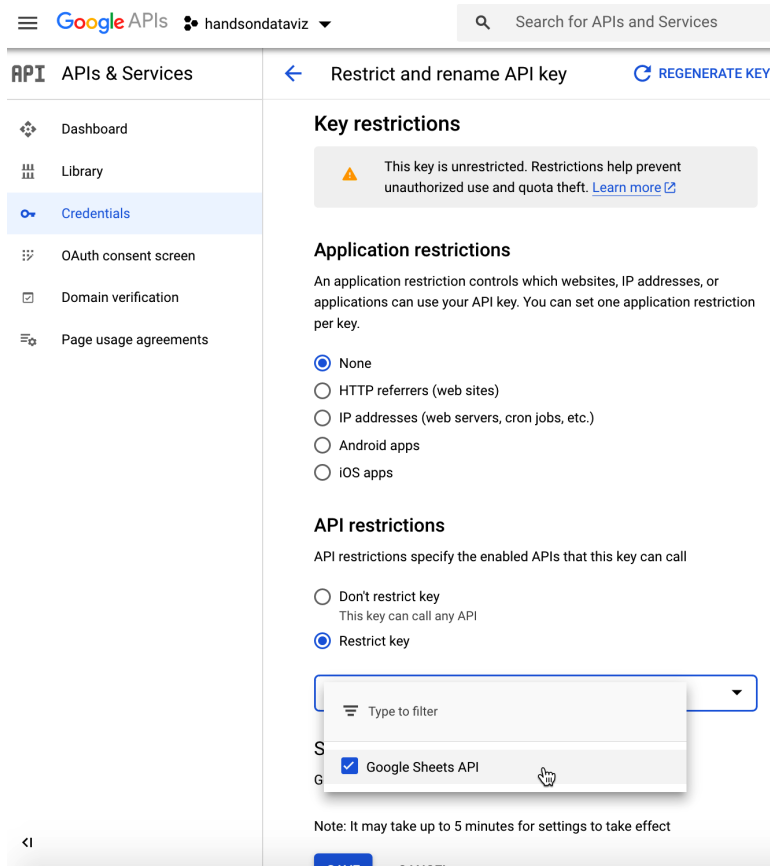 Google APIs
handsondataviz
Search for APIs and Services
API
APIs & Services
Restrict and rename API key
REGENERATE KEY
Dashboard
Library
Credentials
OAuth consent screen
Domain verification
Page usage agreements
Key restrictions
This key is unrestricted. Restrictions help prevent
unauthorized use and quota theft. Learn more
Application restrictions
An application restriction controls which websites, IP addresses, or
applications can use your API key. You can set one application restriction
per key.
None
HTTP referrers (web sites)
IP addresses (web servers, cron jobs, etc.)
Android apps
iOS apps
API restrictions
API restrictions specify the enabled APIs that this key can call
Don't restrict key
This key can call any API
Restrict key
Type to filter
S
Google Sheets API
G
Note: It may take up to 5 minutes for settings to take effect